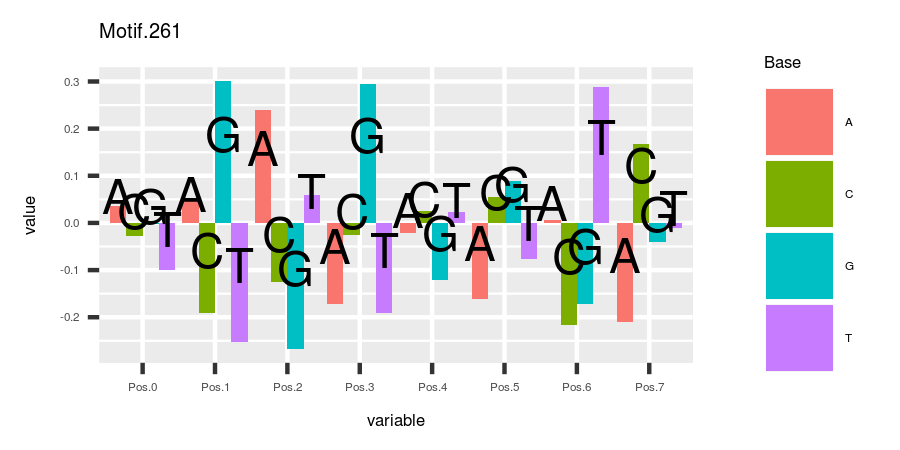 Motif.261
Base
0.3
0.2
0.1
0.0
-0.1
-0.2
value
A C G T A C G T A C G T A C G T A C G T A C G T A C G T A C G T
Pos.0 Pos.1 Pos.2 Pos.3 Pos.4 Pos.5 Pos.6 Pos.7
variable
A
C
G
T